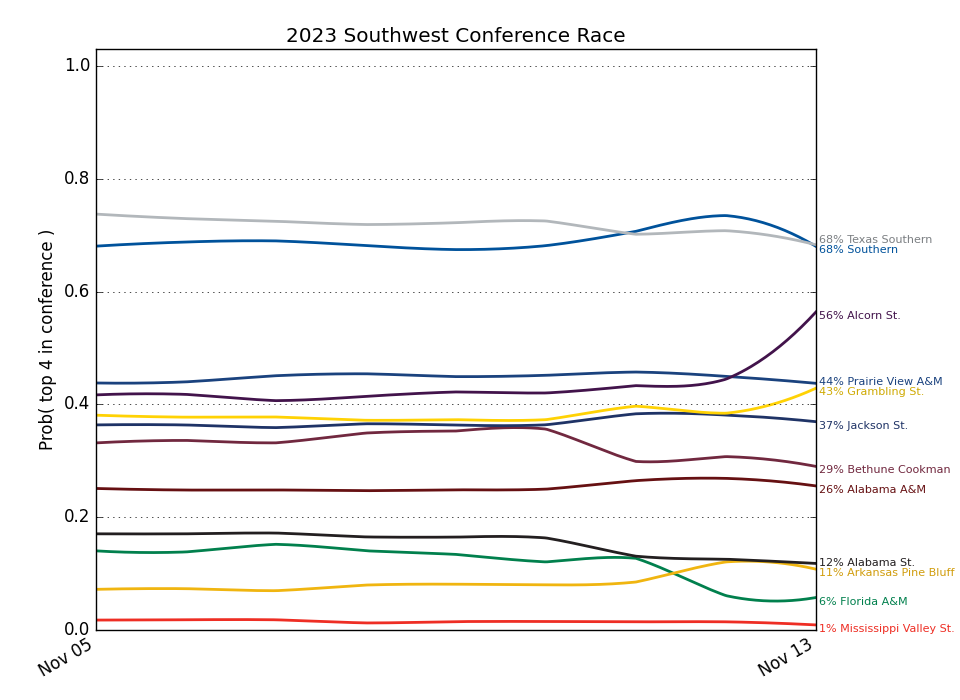 2023 Southwest Conference Race
Prob( top 4 in conference )
1.0
0.8
0.6
0.4
0.2
0.0
Nov 05
Nov 13
68% Texas Southern
68% Southern
56% Alcorn St.
44% Prairie View A&M
43% Grambling St.
37% Jackson St.
29% Bethune Cookman
26% Alabama A&M
12% Alabama St.
11% Arkansas Pine Bluff
6% Florida A&M
1% Mississippi Valley St.